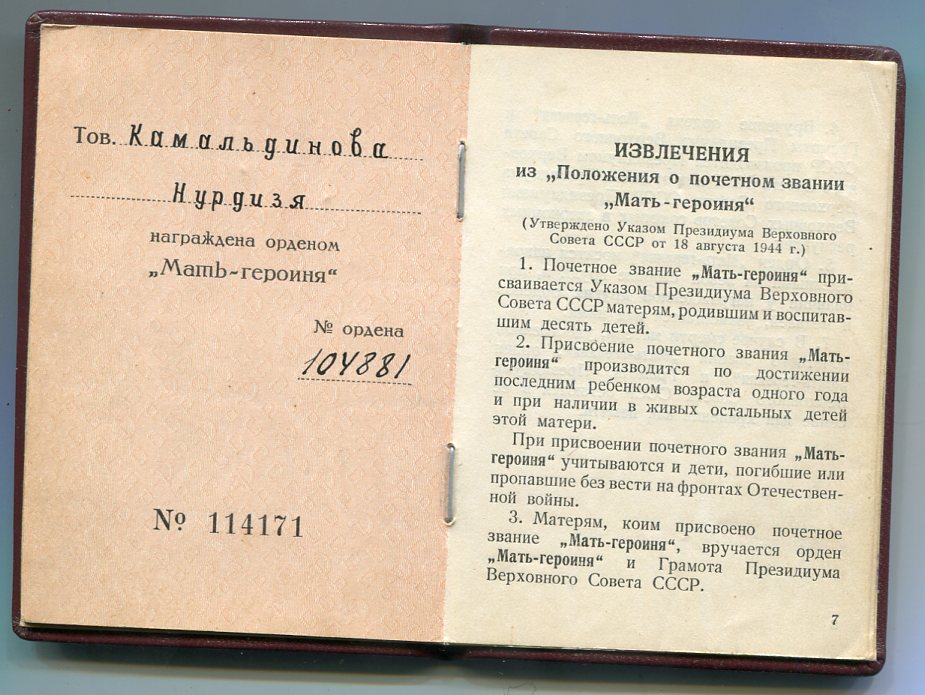 Тов. Камальдинова
Нурдизя
награждена орденом
„Мать-героиня“
№ ордена
104881
№ 114171
ИЗВЛЕЧЕНИЯ
из „Положения о почетном звании
„Мать-героиня“
(Утверждено Указом Президиума Верховного
Совета СССР от 18 августа 1944 г.)
1. Почетное звание „Мать-героиня“ при-
сваивается Указом Президиума Верховного
Совета СССР матерям, родившим и воспитав-
шим десять детей.
2. Присвоение почетного звания „Мать-
героиня“ производится по достижении
последним ребенком возраста одного года
и при наличии в живых остальных детей
этой матери.
При присвоении почетного звания „Мать-
героиня“ учитываются и дети, погибшие или
пропавшие без вести на фронтах Отечествен-
ной войны.
3. Матерям, коим присвоено почетное
звание „Мать-героиня“, вручается орден
„Мать-героиня“ и Грамота Президиума
Верховного Совета СССР.
7